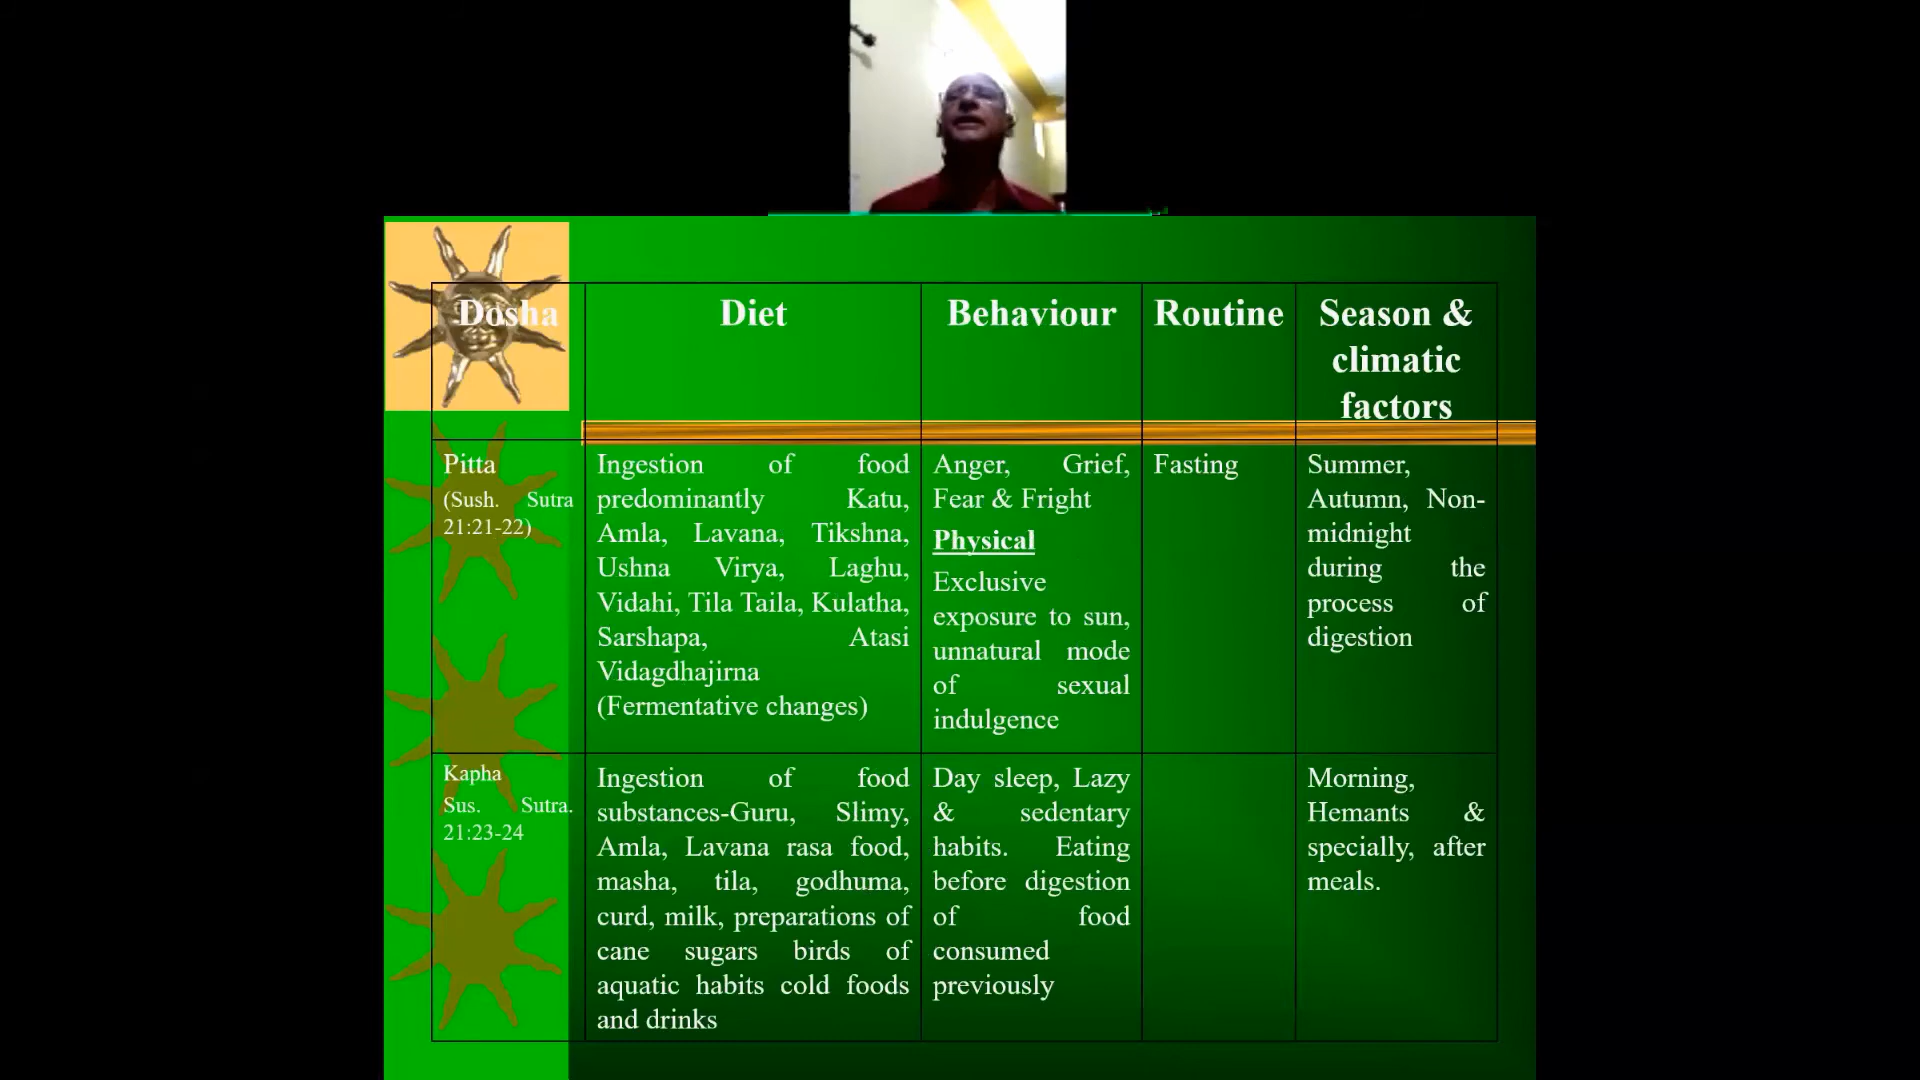 Dosha
Diet
Behaviour
Routine
Season &
climatic
factors
Pitta
(Sush. Sutra
21:21-22)
Ingestion of food
predominantly Katu,
Amla, Lavana, Tikshna,
Ushna Virya, Laghu,
Vidahi, Tila Taila, Kulatha,
Sarshapa, Atasi
Vidagdhajirna
(Fermentative changes)
Anger, Grief,
Fear & Fright
Physical
Exclusive
exposure to sun,
unnatural mode
of sexual
indulgence
Fasting
Summer,
Autumn, Non-
midnight
during the
process of
digestion
Kapha
Sus. Sutra.
21:23-24
Ingestion of food
substances-Guru, Slimy,
Amla, Lavana rasa food,
masha, tila, godhuma,
curd, milk, preparations of
cane sugars birds of
aquatic habits cold foods
and drinks
Day sleep, Lazy
& sedentary
habits. Eating
before digestion
of food
consumed
previously
Morning,
Hemants &
specially, after
meals.